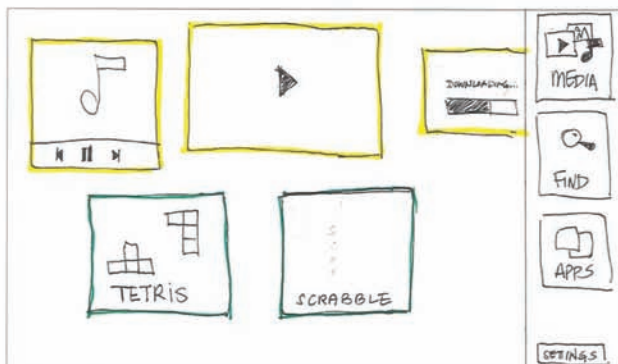 DOWNLOADING...
MEDIA
FIND
TETRIS
SCRABBLE
APPS
SETINGS